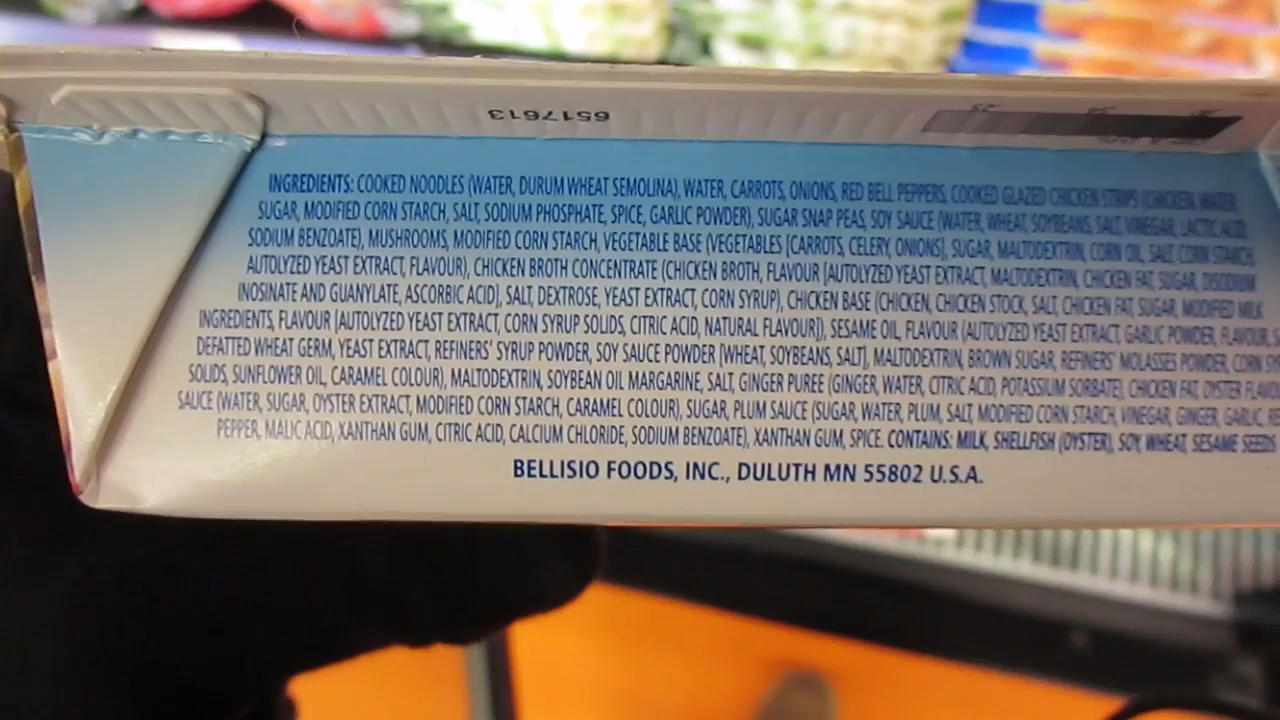 6517613
INGREDIENTS: COOKED NOODLES (WATER, DURUM WHEAT SEMOLINA), WATER, CARROTS, ONIONS, RED BELL PEPPERS, COOKED GLAZED CHICKEN STRIPS (CHICKEN, WATER,
SUGAR, MODIFIED CORN STARCH, SALT, SODIUM PHOSPHATE, SPICE, GARLIC POWDER), SUGAR SNAP PEAS, SOY SAUCE (WATER, WHEAT, SOYBEANS, SALT, VINEGAR, LACTIC ACID,
SODIUM BENZOATE), MUSHROOMS, MODIFIED CORN STARCH, VEGETABLE BASE (VEGETABLES [CARROTS, CELERY, ONIONS], SUGAR, MALTODEXTRIN, CORN OIL, SALT, CORN STARCH,
AUTOLYZED YEAST EXTRACT, FLAVOUR), CHICKEN BROTH CONCENTRATE (CHICKEN BROTH, FLAVOUR [AUTOLYZED YEAST EXTRACT, MALTODEXTRIN, CHICKEN FAT, SUGAR, DISODIUM
INOSINATE AND GUANYLATE, ASCORBIC ACID], SALT, DEXTROSE, YEAST EXTRACT, CORN SYRUP), CHICKEN BASE (CHICKEN, CHICKEN STOCK, SALT, CHICKEN FAT, SUGAR, MODIFIED MILK
INGREDIENTS, FLAVOUR [AUTOLYZED YEAST EXTRACT, CORN SYRUP SOLIDS, CITRIC ACID, NATURAL FLAVOUR]), SESAME OIL, FLAVOUR (AUTOLYZED YEAST EXTRACT, GARLIC POWDER, FLAVOUR,
DEFATTED WHEAT GERM, YEAST EXTRACT, REFINERS' SYRUP POWDER, SOY SAUCE POWDER [WHEAT, SOYBEANS, SALT], MALTODEXTRIN, BROWN SUGAR, REFINERS' MOLASSES POWDER, CORN
SOLIDS, SUNFLOWER OIL, CARAMEL COLOUR), MALTODEXTRIN, SOYBEAN OIL MARGARINE, SALT, GINGER PUREE (GINGER, WATER, CITRIC ACID, POTASSIUM SORBATE), CHICKEN FAT, OYSTER
SAUCE (WATER, SUGAR, OYSTER EXTRACT, MODIFIED CORN STARCH, CARAMEL COLOUR), SUGAR, PLUM SAUCE (SUGAR, WATER, PLUM, SALT, MODIFIED CORN STARCH, VINEGAR, GINGER, GARLIC,
PEPPER, MALIC ACID, XANTHAN GUM, CITRIC ACID, CALCIUM CHLORIDE, SODIUM BENZOATE), XANTHAN GUM, SPICE. CONTAINS: MILK, SHELLFISH (OYSTER), SOY, WHEAT, SESAME SEEDS
BELLISIO FOODS, INC., DULUTH MN 55802 U.S.A.